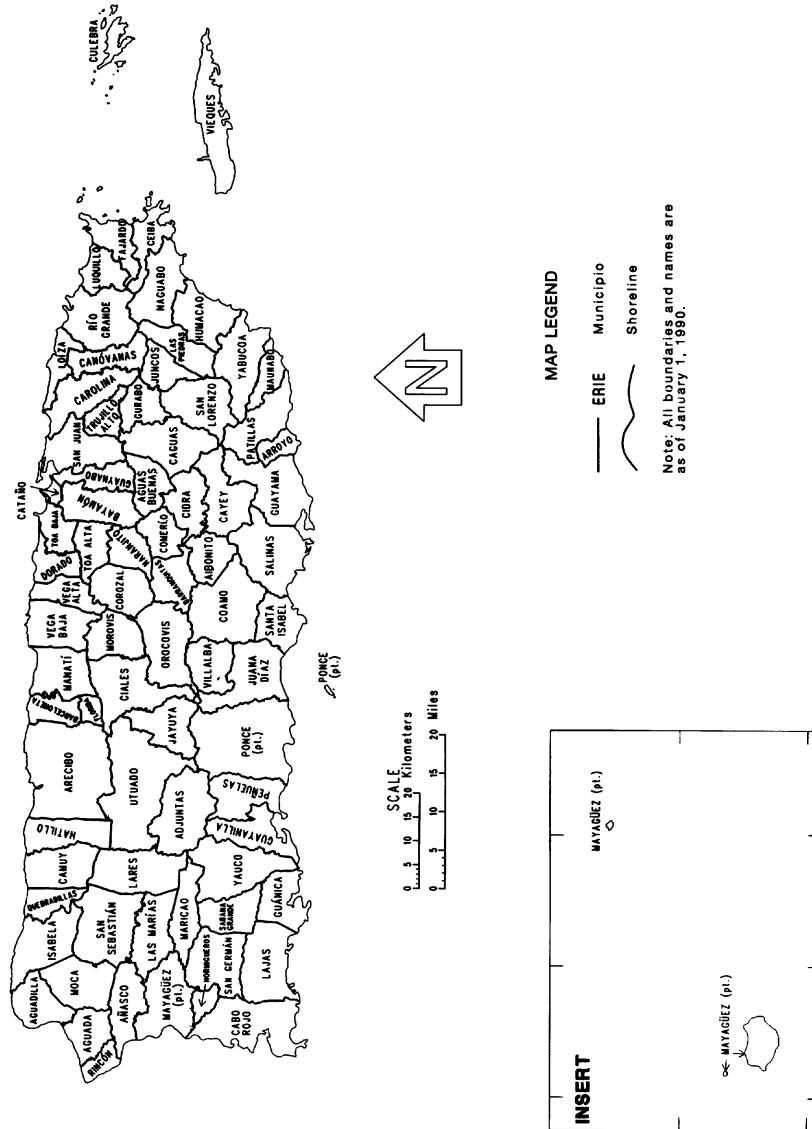 CULEBRA
VIEQUES
LUQUILLO
FAJARDO
CEIBA
RÍO
GRANDE
NAGUABO
HUMACAO
LOÍZA
CANÓVANAS
JUNCOS
LAS
PIEDRAS
YABUCOA
MAUNABO
CAROLINA
TRUJILLO
ALTO
GURABO
SAN
LORENZO
PATILLAS
ARROYO
SAN JUAN
CAGUAS
GUAYNABO
AGUAS
BUENAS
CATAÑO
BAYAMÓN
CIDRA
CAYEY
GUAYAMA
TOA BAJA
TOA ALTA
NARANJITO
COMERÍO
AIBONITO
SALINAS
DORADO
VEGA
ALTA
COROZAL
BARRANQUITAS
COAMO
VEGA
BAJA
MOROVIS
OROCOVIS
SANTA
ISABEL
MANATÍ
CIALES
VILLALBA
JUANA
DÍAZ
BARCELONETA
FLORIDA
JAYUYA
PONCE
(pt.)
PONCE
(pt.)
ARECIBO
UTUADO
ADJUNTAS
PEÑUELAS
HATILLO
GUAYANILLA
CAMUY
LARES
YAUCO
QUEBRADILLAS
ISABELA
SAN
SEBASTIÁN
LAS MARÍAS
MARICAO
SABANA
GRANDE
GUÁNICA
AGUADILLA
MOCA
AÑASCO
MAYAGÜEZ
(pt.)
HORMIGUEROS
SAN GERMÁN
LAJAS
AGUADA
RINCÓN
CABO
ROJO
N
SCALE
0 5 10 15 20 Kilometers
0 5 10 15 20 Miles
MAP LEGEND
ERIE Municipio
Shoreline
Note: All boundaries and names are
as of January 1, 1990.
INSERT
MAYAGÜEZ (pt.)
MAYAGÜEZ (pt.)